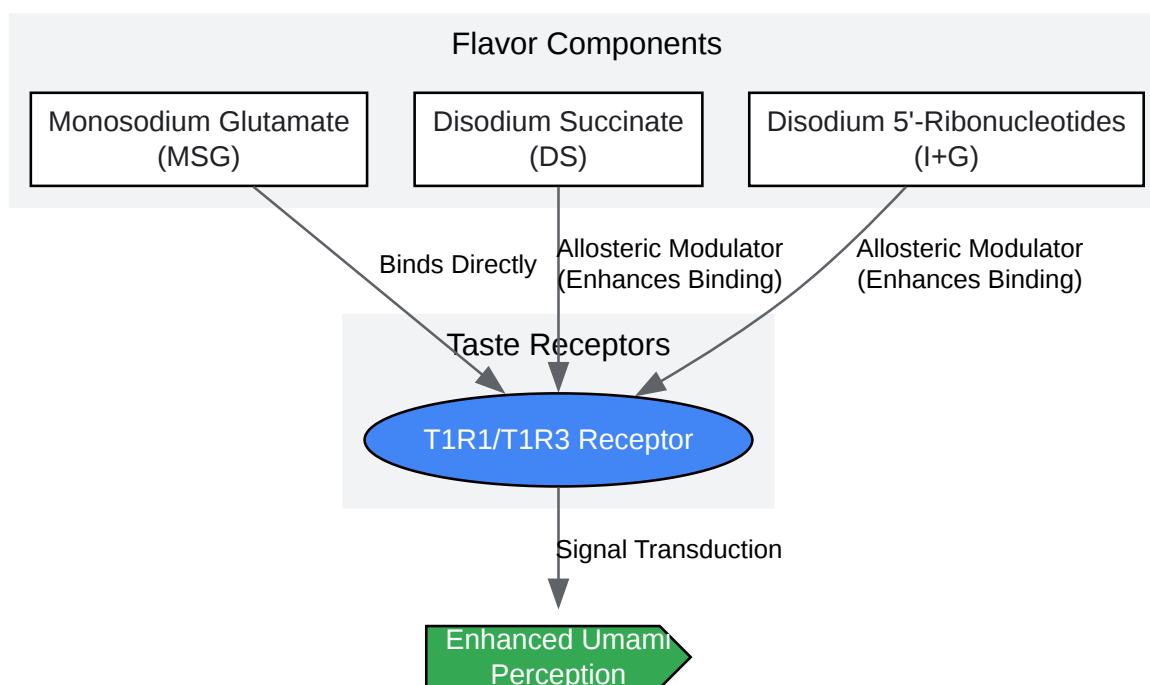 Flavor Components
Monosodium Glutamate
(MSG)
Disodium Succinate
(DS)
Disodium 5'-Ribonucleotides
(I+G)
Binds Directly
Allosteric Modulator
(Enhances Binding)
Allosteric Modulator
(Enhances Binding)
Taste Receptors
T1R1/T1R3 Receptor
Signal Transduction
Enhanced Umami
Perception